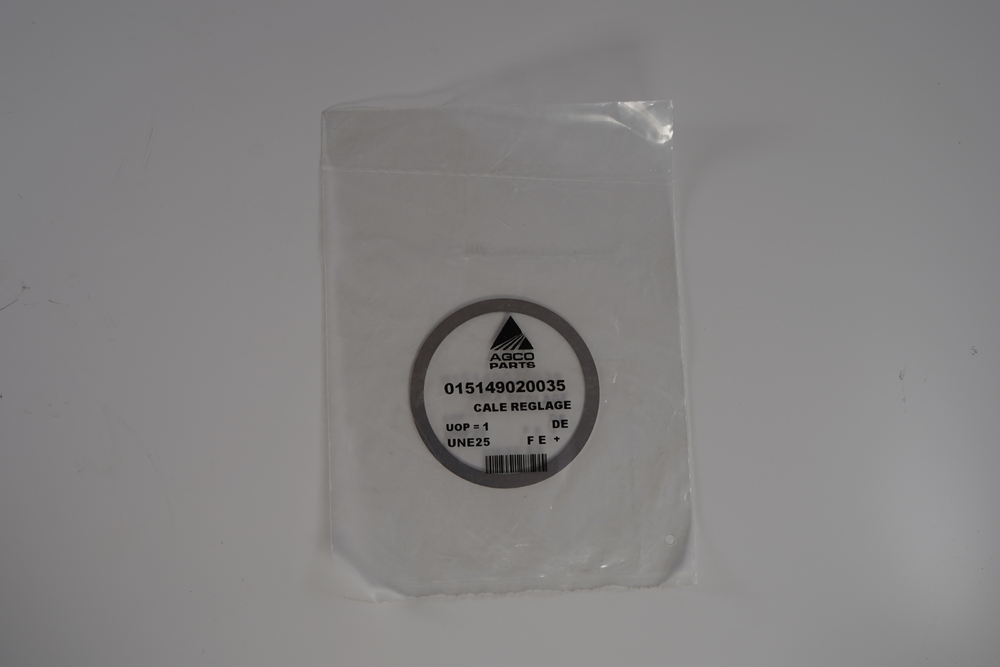 AGCO
PARTS
015149020035
CALE REGLAGE
UOP = 1 DE
UNE25 F E +